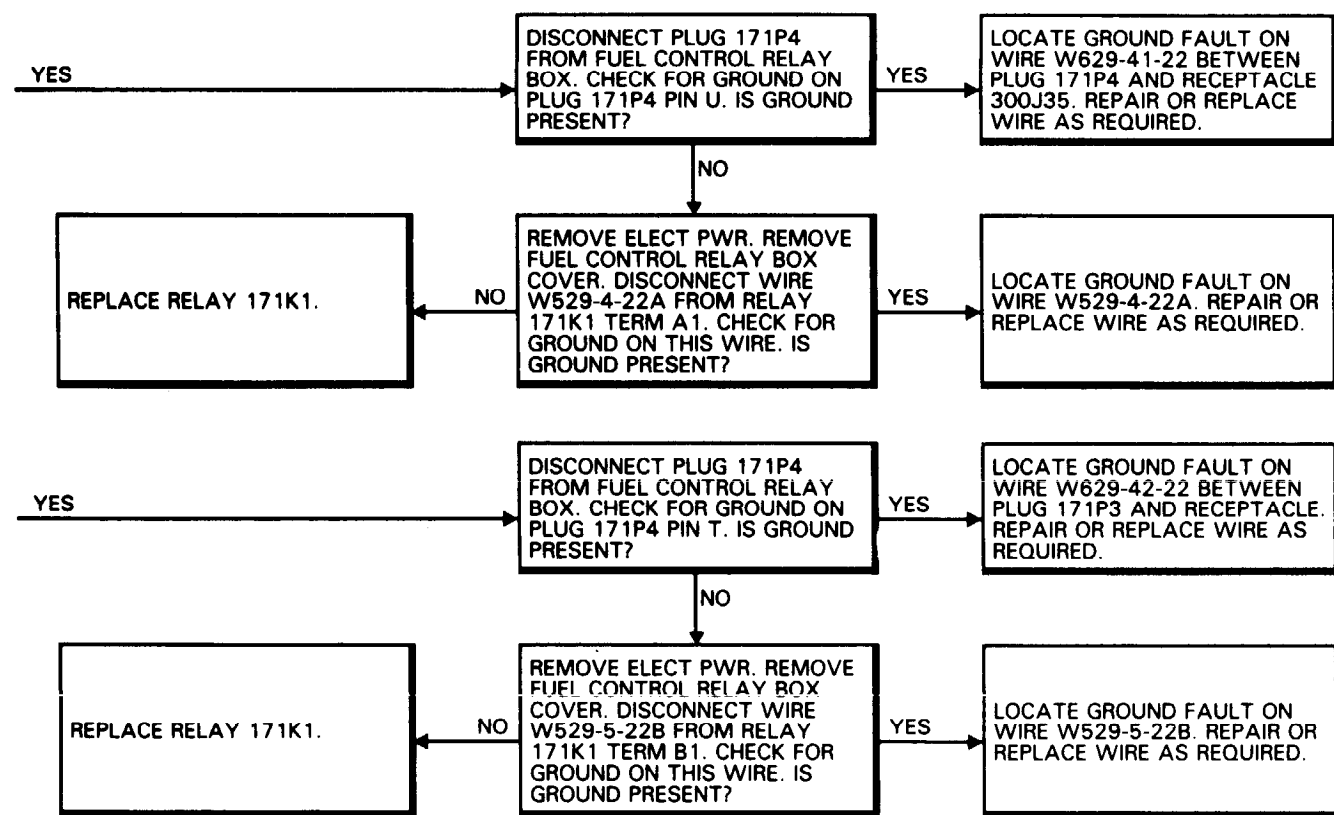 YES
DISCONNECT PLUG 171P4
FROM FUEL CONTROL RELAY
BOX. CHECK FOR GROUND ON
PLUG 171P4 PIN U. IS GROUND
PRESENT?
YES
LOCATE GROUND FAULT ON
WIRE W629-41-22 BETWEEN
PLUG 171P4 AND RECEPTACLE
300J35. REPAIR OR REPLACE
WIRE AS REQUIRED.
NO
REPLACE RELAY 171K1.
NO
REMOVE ELECT PWR. REMOVE
FUEL CONTROL RELAY BOX
COVER. DISCONNECT WIRE
W529-4-22A FROM RELAY
171K1 TERM A1. CHECK FOR
GROUND ON THIS WIRE. IS
GROUND PRESENT?
YES
LOCATE GROUND FAULT ON
WIRE W529-4-22A. REPAIR OR
REPLACE WIRE AS REQUIRED.
YES
DISCONNECT PLUG 171P4
FROM FUEL CONTROL RELAY
BOX. CHECK FOR GROUND ON
PLUG 171P4 PIN T. IS GROUND
PRESENT?
YES
LOCATE GROUND FAULT ON
WIRE W629-42-22 BETWEEN
PLUG 171P3 AND RECEPTACLE.
REPAIR OR REPLACE WIRE AS
REQUIRED.
NO
REPLACE RELAY 171K1.
NO
REMOVE ELECT PWR. REMOVE
FUEL CONTROL RELAY BOX
COVER. DISCONNECT WIRE
W529-5-22B FROM RELAY
171K1 TERM B1. CHECK FOR
GROUND ON THIS WIRE. IS
GROUND PRESENT?
YES
LOCATE GROUND FAULT ON
WIRE W529-5-22B. REPAIR OR
REPLACE WIRE AS REQUIRED.